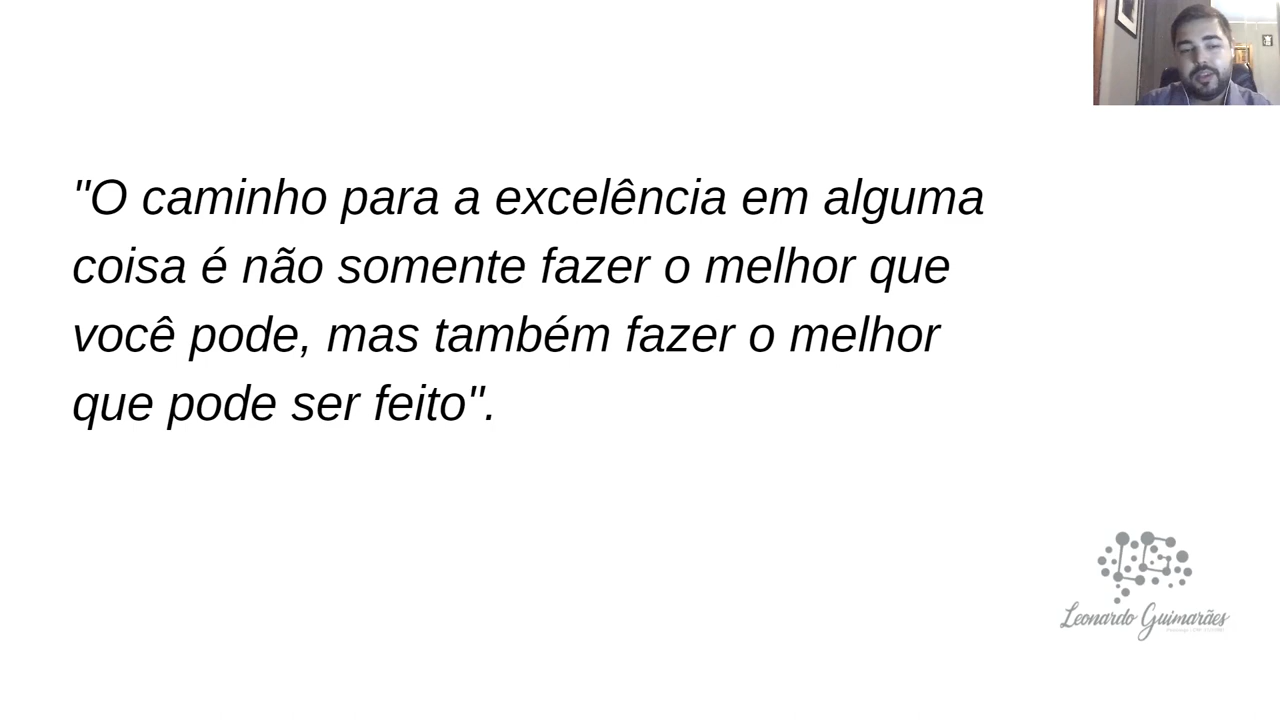 "O caminho para a excelência em alguma
coisa é não somente fazer o melhor que
você pode, mas também fazer o melhor
que pode ser feito".
LG
Leonardo Guimarães